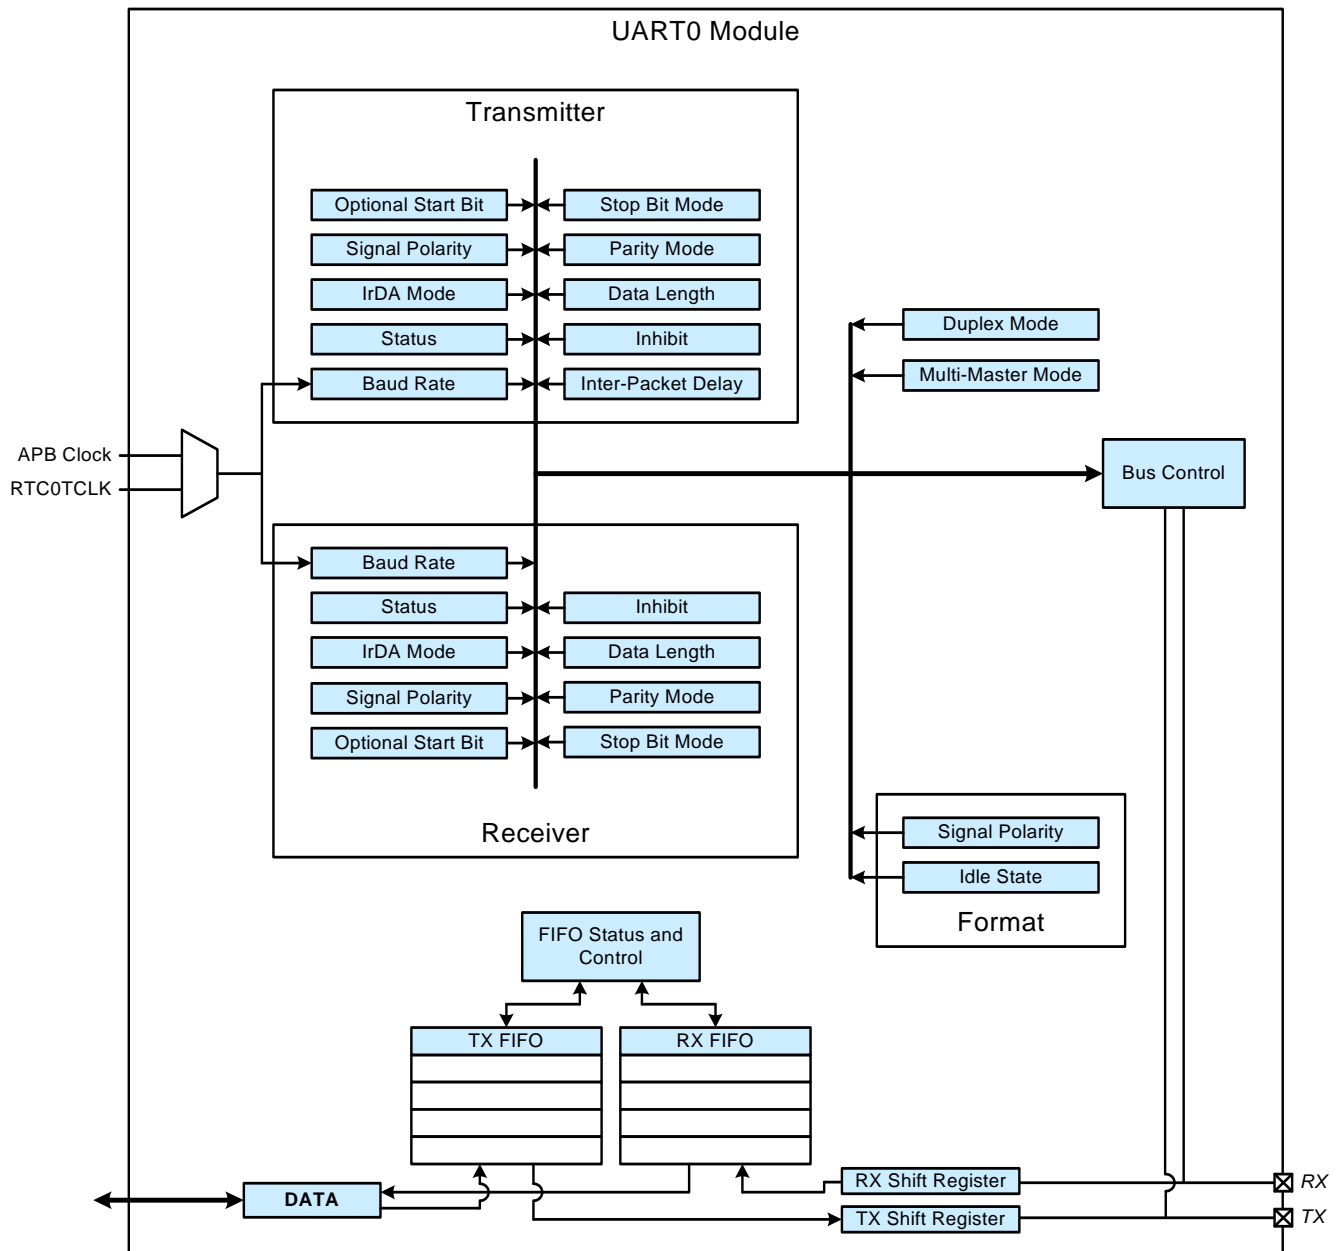 UART0 Module
Transmitter
Optional Start Bit
Stop Bit Mode
Signal Polarity
Parity Mode
IrDA Mode
Data Length
Status
Inhibit
Baud Rate
Inter-Packet Delay
Duplex Mode
Multi-Master Mode
APB Clock
RTC0TCLK
Bus Control
Baud Rate
Status
Inhibit
IrDA Mode
Data Length
Signal Polarity
Parity Mode
Optional Start Bit
Stop Bit Mode
Receiver
Signal Polarity
Idle State
Format
FIFO Status and
Control
TX FIFO
RX FIFO
RX Shift Register
RX
DATA
TX Shift Register
TX